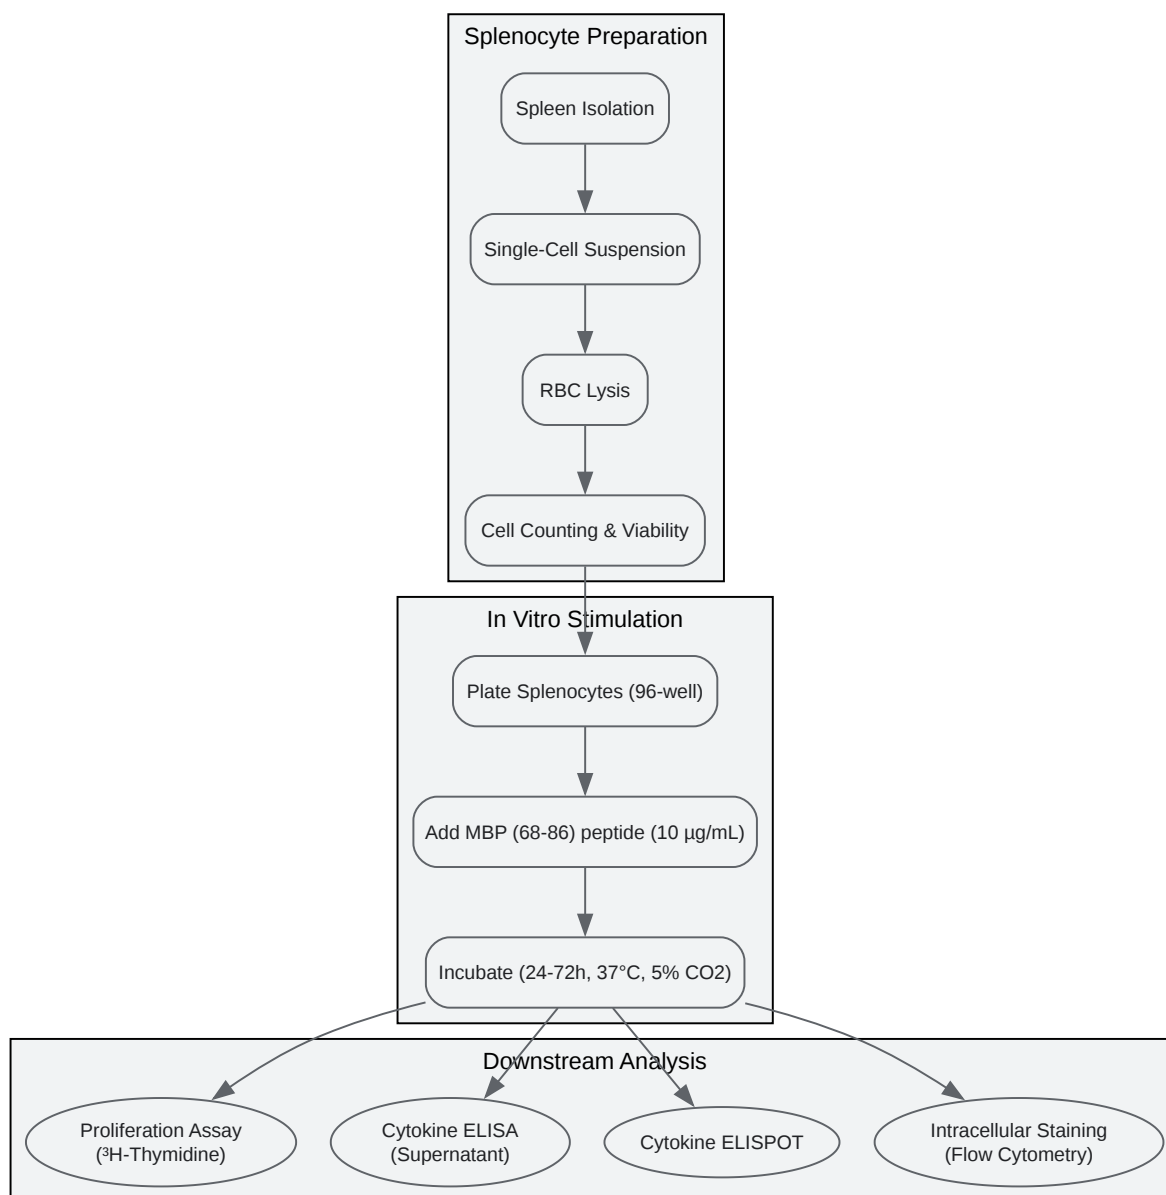 Splenocyte Preparation
Spleen Isolation
Single-Cell Suspension
RBC Lysis
Cell Counting & Viability
In Vitro Stimulation
Plate Splenocytes (96-well)
Add MBP (68-86) peptide (10 µg/mL)
Incubate (24-72h, 37°C, 5% CO2)
Downstream Analysis
Proliferation Assay
(³H-Thymidine)
Cytokine ELISA
(Supernatant)
Cytokine ELISPOT
Intracellular Staining
(Flow Cytometry)